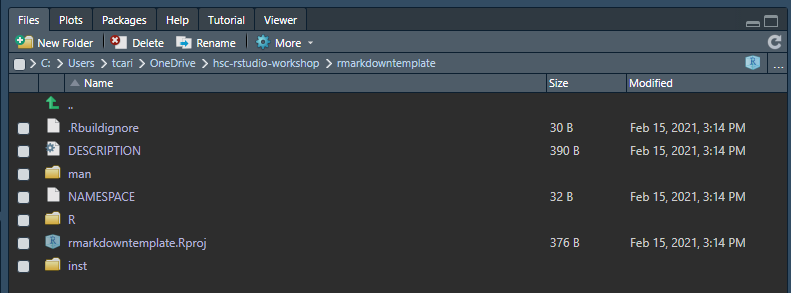 Files Plots Packages Help Tutorial Viewer
New Folder Delete Rename More
C: Users tcari OneDrive hsc-rstudio-workshop rmarkdowntemplate R ...
Name Size Modified
..
.Rbuildignore 30 B Feb 15, 2021, 3:14 PM
DESCRIPTION 390 B Feb 15, 2021, 3:14 PM
man
NAMESPACE 32 B Feb 15, 2021, 3:14 PM
R
R rmarkdowntemplate.Rproj 376 B Feb 15, 2021, 3:14 PM
inst